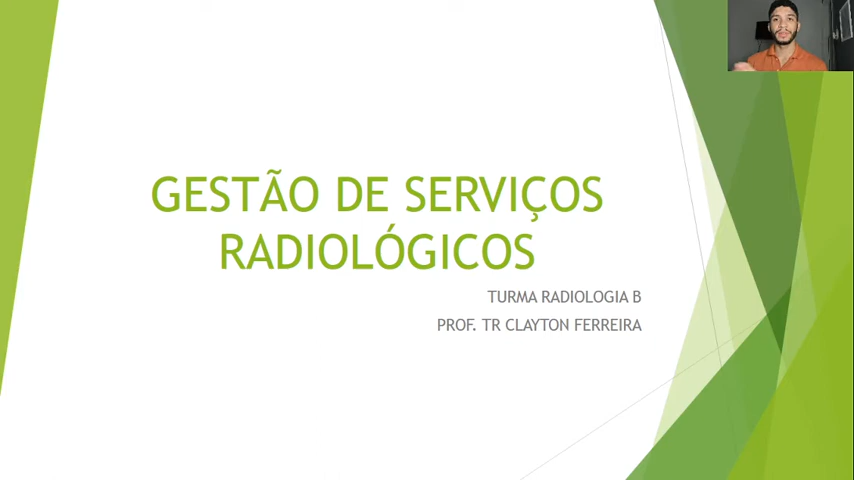 GESTÃO DE SERVIÇOS
RADIOLÓGICOS
TURMA RADIOLOGIA B
PROF. TR CLAYTON FERREIRA